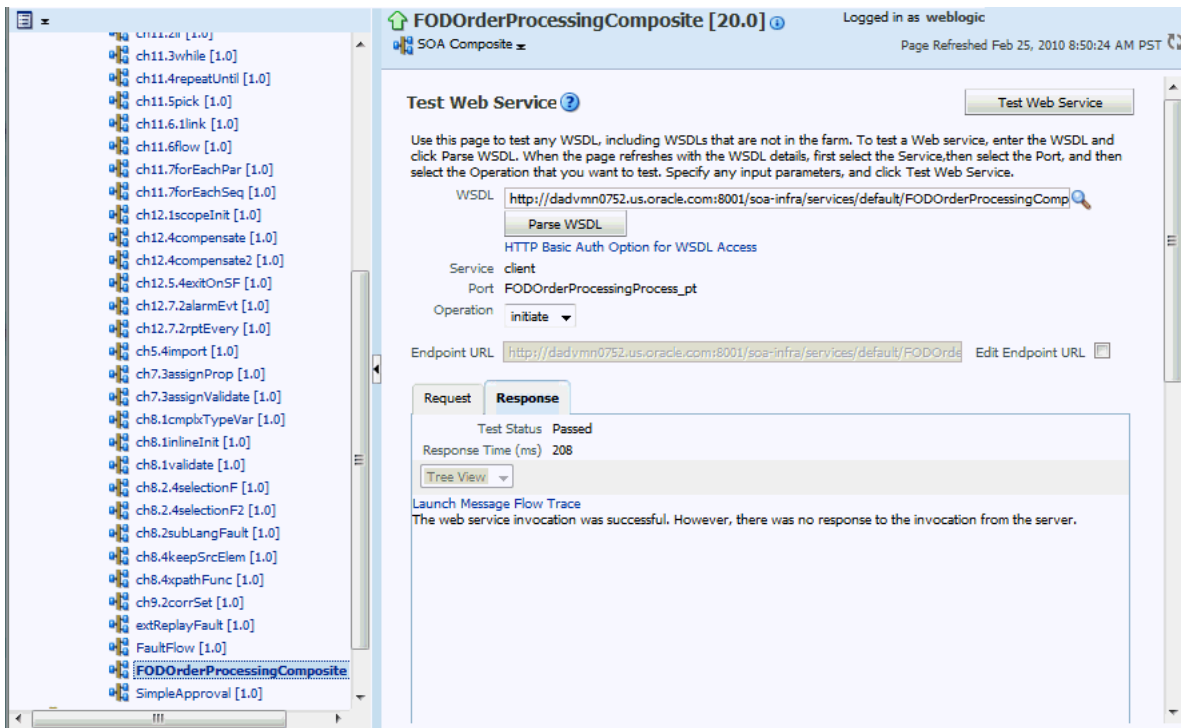 ch11.3while [1.0]
ch11.4repeatUntil [1.0]
ch11.5pick [1.0]
ch11.6.1link [1.0]
ch11.6flow [1.0]
ch11.7forEachPar [1.0]
ch11.7forEachSeq [1.0]
ch12.1scopeInit [1.0]
ch12.4compensate [1.0]
ch12.4compensate2 [1.0]
ch12.5.4exitOnSF [1.0]
ch12.7.2alarmEvt [1.0]
ch12.7.2rptEvery [1.0]
ch5.4import [1.0]
ch7.3assignProp [1.0]
ch7.3assignValidate [1.0]
ch8.1cmplxTypeVar [1.0]
ch8.1inlineInit [1.0]
ch8.1validate [1.0]
ch8.2.4selectionF [1.0]
ch8.2.4selectionF2 [1.0]
ch8.2subLangFault [1.0]
ch8.4keepSrcElem [1.0]
ch8.4xpathFunc [1.0]
ch9.2corrSet [1.0]
extReplayFault [1.0]
FaultFlow [1.0]
FODOrderProcessingComposite
SimpleApproval [1.0]
FODOrderProcessingComposite [20.0]
Logged in as weblogic
SOA Composite
Page Refreshed Feb 25, 2010 8:50:24 AM PST
Test Web Service
Test Web Service
Use this page to test any WSDL, including WSDLs that are not in the farm. To test a Web service, enter the WSDL and
click Parse WSDL. When the page refreshes with the WSDL details, first select the Service,then select the Port, and then
select the Operation that you want to test. Specify any input parameters, and click Test Web Service.
WSDL http://dadvmn0752.us.oracle.com:8001/soa-infra/services/default/FODOrderProcessingComp
Parse WSDL
HTTP Basic Auth Option for WSDL Access
Service client
Port FODOrderProcessingProcess_pt
Operation initiate
Endpoint URL http://dadvmn0752.us.oracle.com:8001/soa-infra/services/default/FODOrde Edit Endpoint URL
Request Response
Test Status Passed
Response Time (ms) 208
Tree View
Launch Message Flow Trace
The web service invocation was successful. However, there was no response to the invocation from the server.